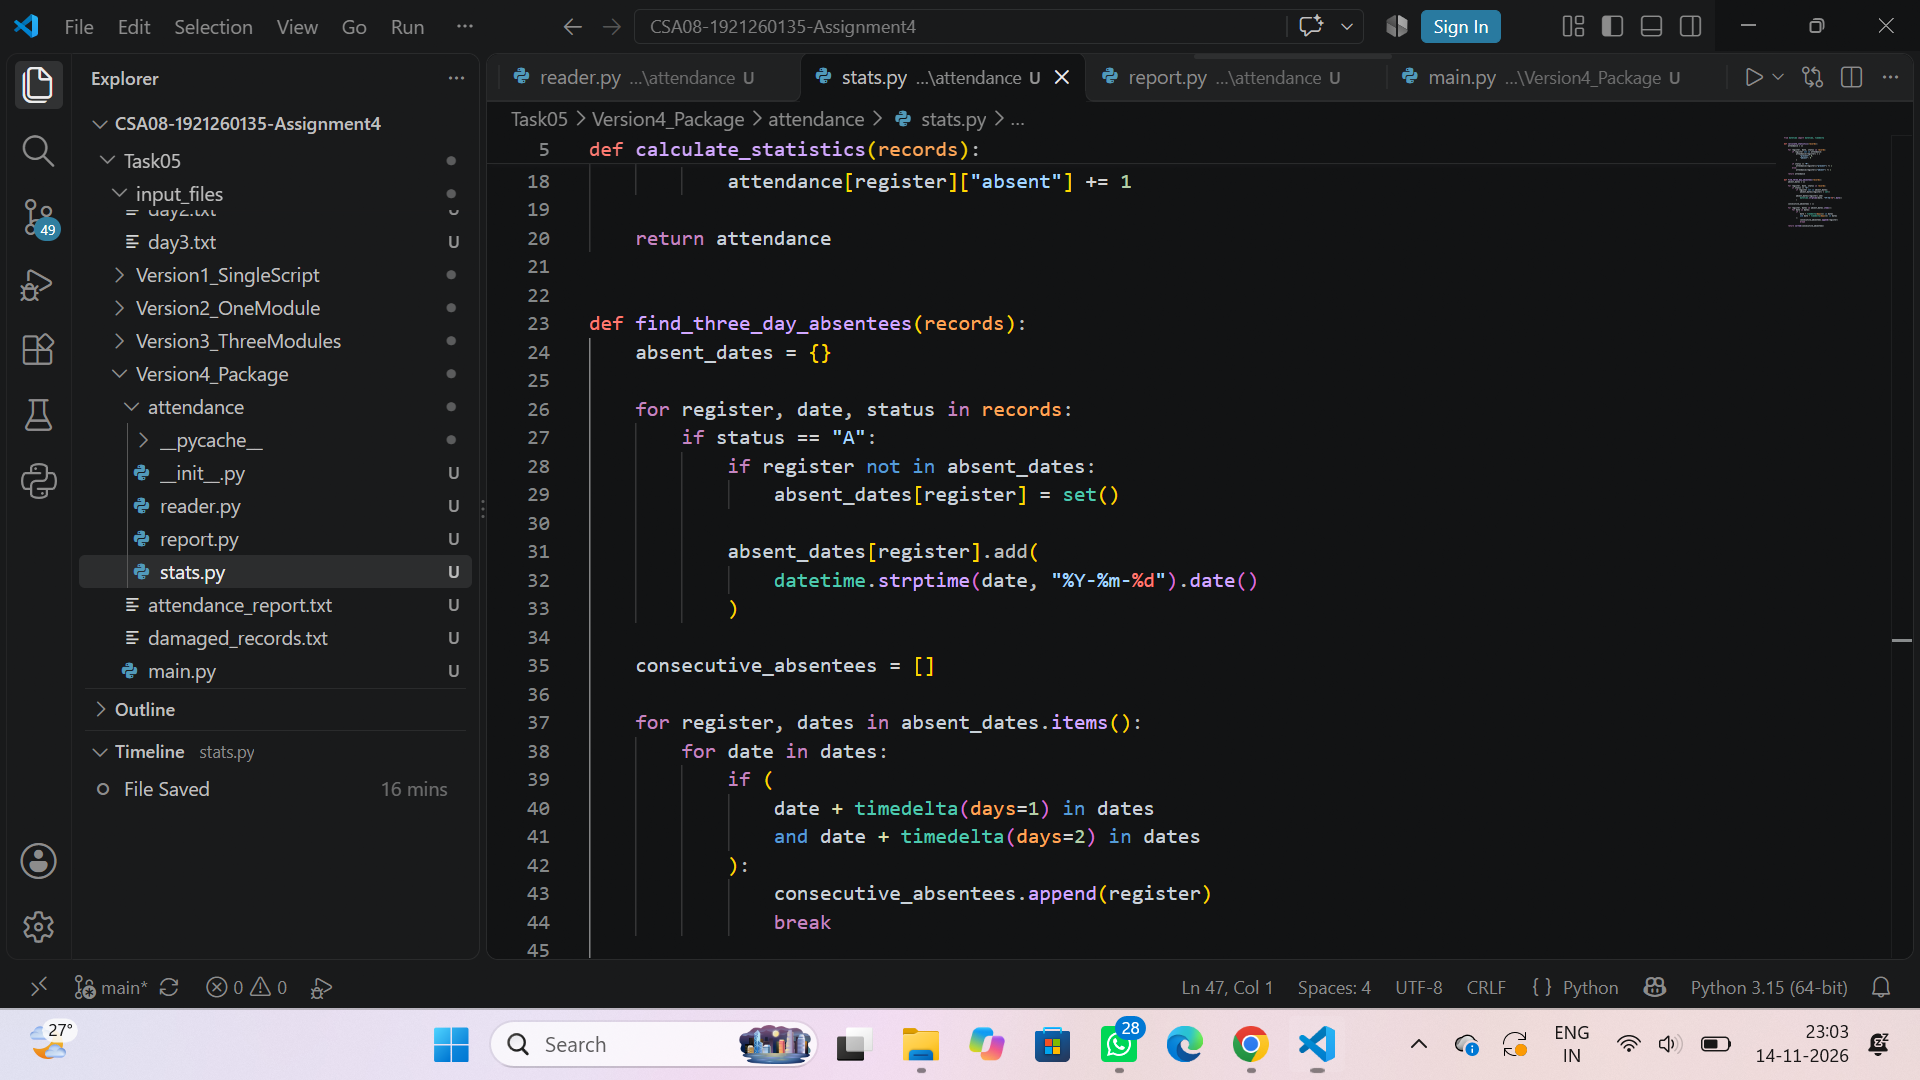 File Edit Selection View Go Run ...
CSA08-1921260135-Assignment4
Sign In
Explorer
CSA08-1921260135-Assignment4
Task05
input_files
day2.txt
day3.txt U
Version1_SingleScript
Version2_OneModule
Version3_ThreeModules
Version4_Package
attendance
__pycache__
__init__.py U
reader.py U
report.py U
stats.py U
attendance_report.txt U
damaged_records.txt U
main.py U
Outline
Timeline stats.py
File Saved 16 mins
49
reader.py ...\attendance U
stats.py ...\attendance U
report.py ...\attendance U
main.py ...\Version4_Package U
Task05 > Version4_Package > attendance > stats.py > ...
5 def calculate_statistics(records):
18 attendance[register]["absent"] += 1
19
20 return attendance
21
22
23 def find_three_day_absentees(records):
24 absent_dates = {}
25
26 for register, date, status in records:
27 if status == "A":
28 if register not in absent_dates:
29 absent_dates[register] = set()
30
31 absent_dates[register].add(
32 datetime.strptime(date, "%Y-%m-%d").date()
33 )
34
35 consecutive_absentees = []
36
37 for register, dates in absent_dates.items():
38 for date in dates:
39 if (
40 date + timedelta(days=1) in dates
41 and date + timedelta(days=2) in dates
42 ):
43 consecutive_absentees.append(register)
44 break
45
main* 0 0
Ln 47, Col 1 Spaces: 4 UTF-8 CRLF { } Python Python 3.15 (64-bit)
27°
Search
28
ENG
IN
23:03
14-11-2026